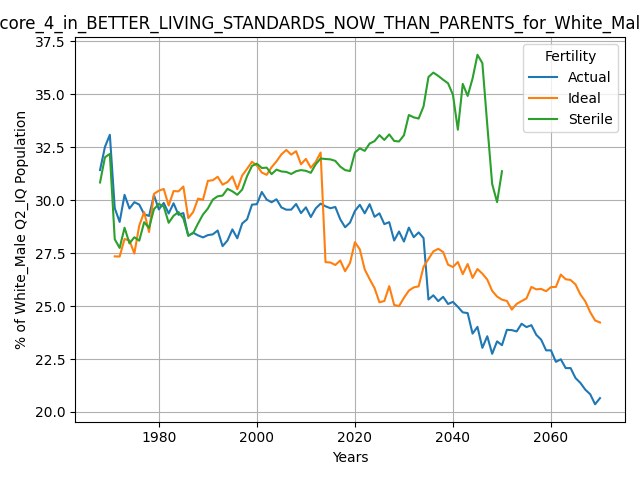 core_4_in_BETTER_LIVING_STANDARDS_NOW_THAN_PARENTS_for_White_Mal
37.5
35.0
32.5
30.0
27.5
25.0
22.5
20.0
% of White_Male Q2_IQ Population
Fertility
Actual
Ideal
Sterile
1980
2000
2020
2040
2060
Years